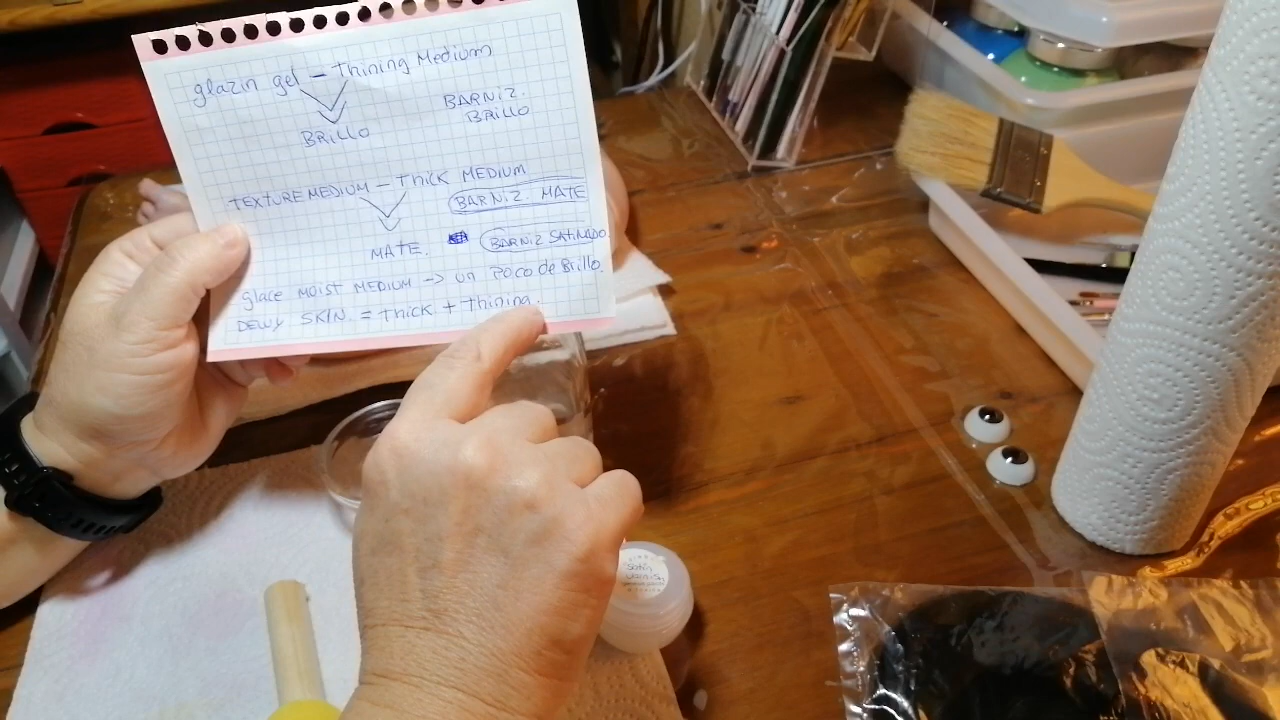 glazin gel - Thining Medium
BRILLO
BARNIZ.
BRILLO
TEXTURE MEDIUM - THICK MEDIUM
BARNIZ MATE
MATE.
BARNIZ SATINADO.
glace MOIST MEDIUM -> un POCO de Brillo.
DEWY SKIN = Thick + Thining.
Satin
Varnish